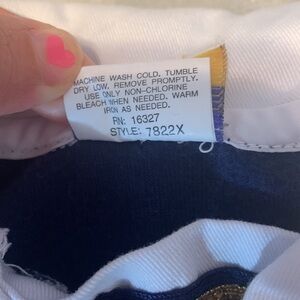 MACHINE WASH COLD. TUMBLE
DRY LOW. REMOVE PROMPTLY.
USE ONLY NON-CHLORINE
BLEACH WHEN NEEDED. WARM
IRON AS NEEDED.
RN: 16327
STYLE: 7822X